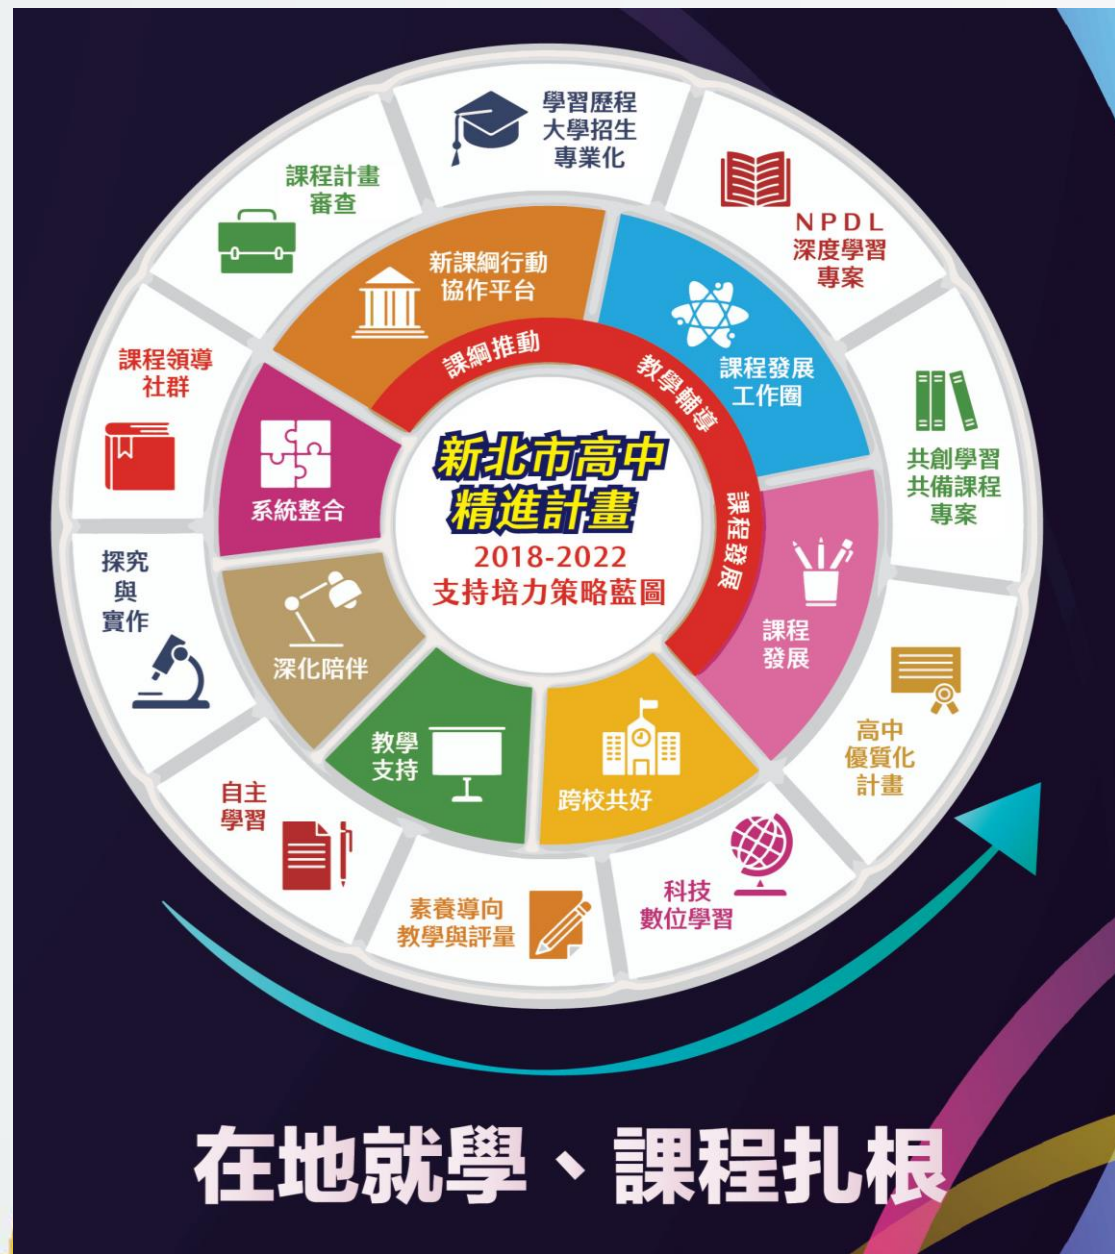 學習歷程
大學招生
專業化
NPDL
深度學習
專案
共創學習
共備課程
專案
高中
優質化
計畫
科技
數位學習
素養導向
教學與評量
自主
學習
探究
與
實作
課程領導
社群
課程計畫
審查
新課綱行動
協作平台
課程發展
工作圈
課程
發展
跨校共好
教學
支持
深化陪伴
系統整合
課綱推動
教學輔導
課程發展
新北市高中
精進計畫
2018-2022
支持培力策略藍圖
在地就學、課程扎根